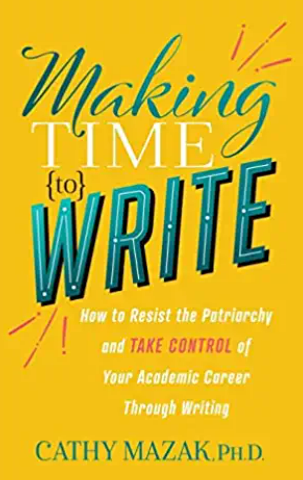 Making
TIME
{to}
WRITE
How to Resist the Patriarchy
and TAKE CONTROL of
Your Academic Career
Through Writing
CATHY MAZAK, PH.D.